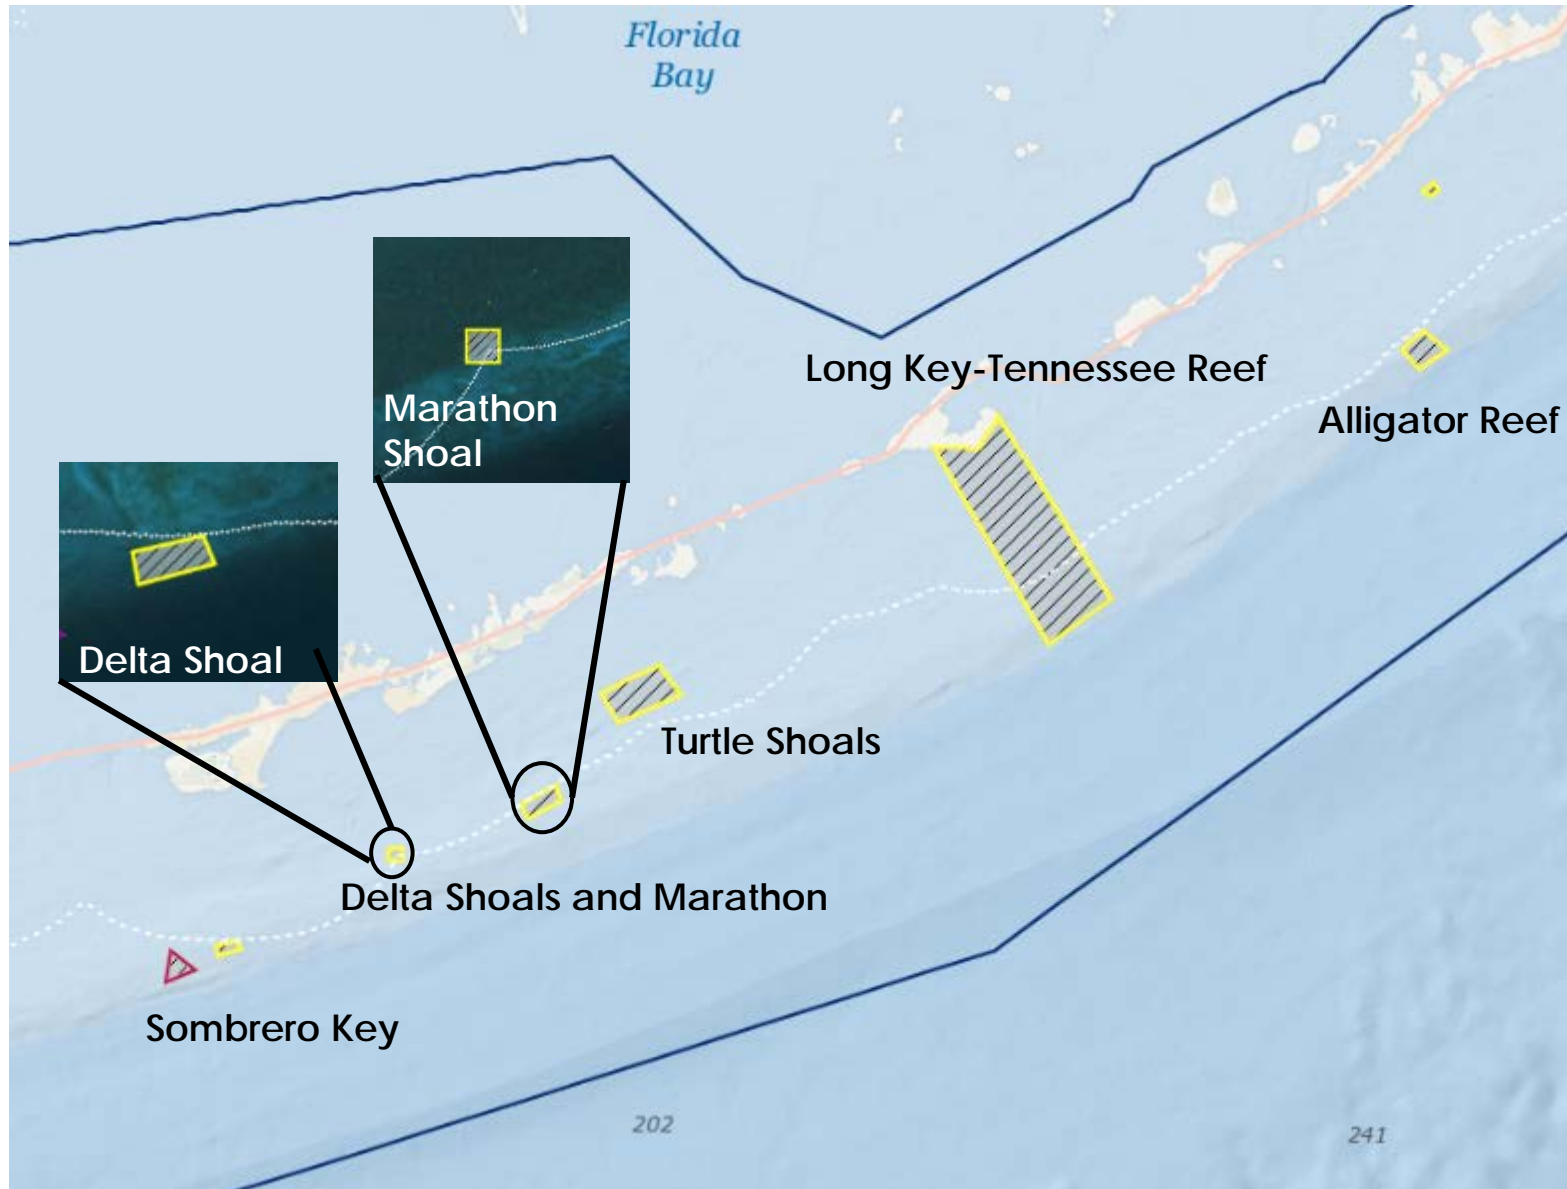 Florida
Bay
Long Key-Tennessee Reef
Alligator Reef
Marathon
Shoal
Delta Shoal
Turtle Shoals
Delta Shoals and Marathon
Sombrero Key
202
241